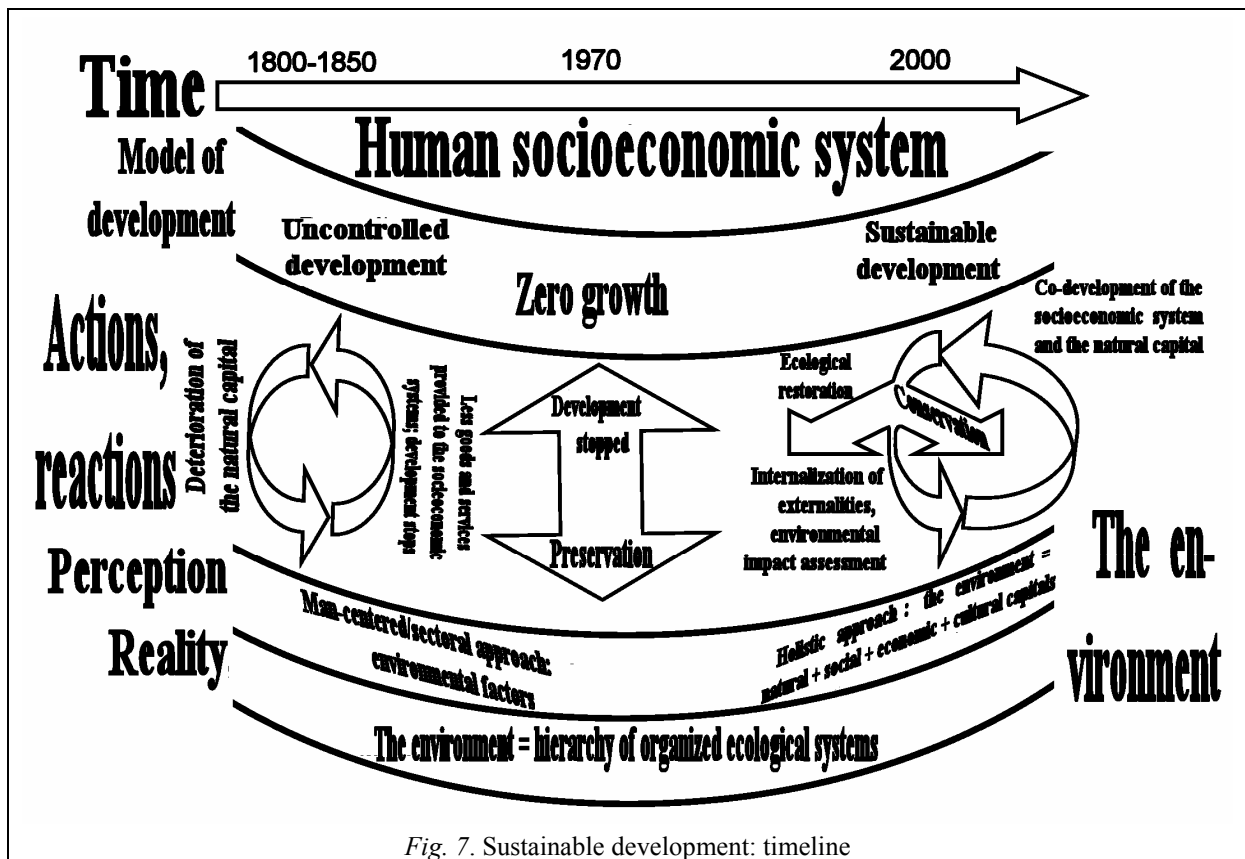 Time
1800-1850
1970
2000
Human socioeconomic system
Model of
development
Uncontrolled
development
Zero growth
Sustainable
development
Co-development of the
socioeconomic system
and the natural capital
Actions,
reactions
Deterioration of
the natural capital
Less goods and services
provided to the socioeconomic
systems; development stops
Development
stopped
Preservation
Ecological
restoration
Conservation
Internalization of
externalities,
environmental
impact assessment
Perception
Man-centered/sectoral approach:
environmental factors
Holistic approach : the environment =
natural + social + economic + cultural capitals
Reality
The environment = hierarchy of organized ecological systems
The en-
vironment
Fig. 7. Sustainable development: timeline